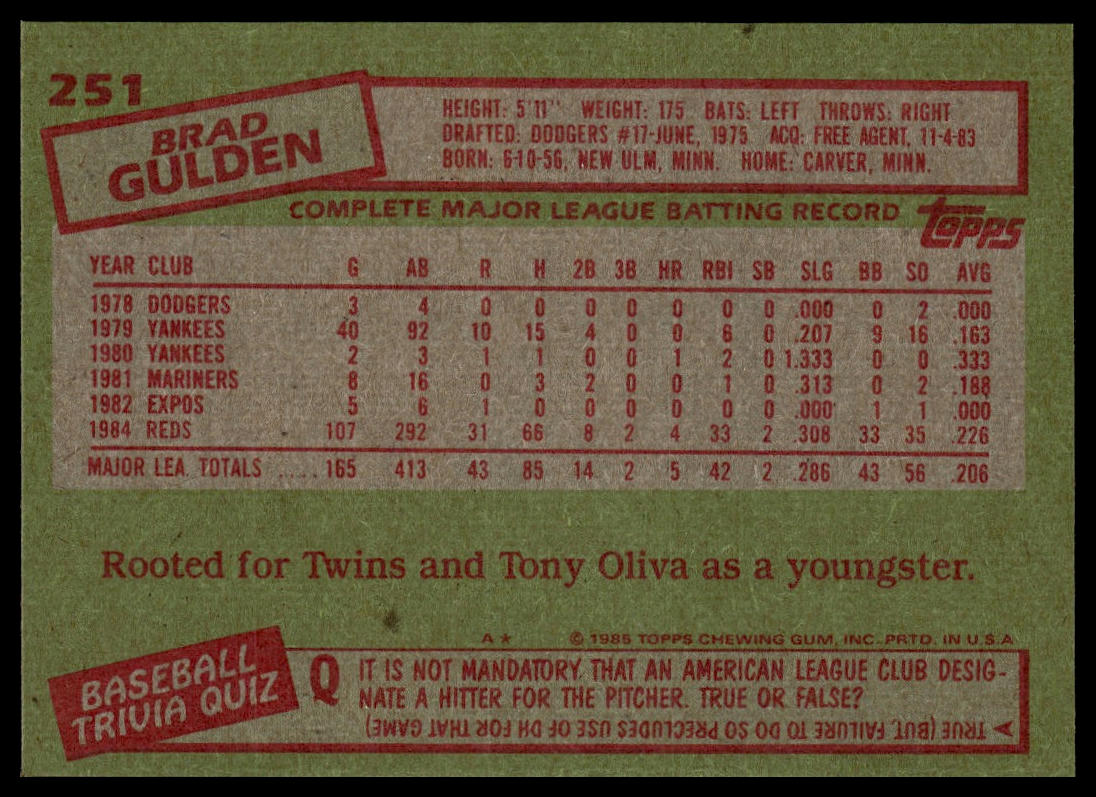 251
BRAD
GULDEN
HEIGHT: 5'11" WEIGHT: 175 BATS: LEFT THROWS: RIGHT
DRAFTED: DODGERS #17-JUNE, 1975 ACQ: FREE AGENT, 11-4-83
BORN: 6-10-56, NEW ULM, MINN. HOME: CARVER, MINN.
COMPLETE MAJOR LEAGUE BATTING RECORD
topps
YEAR CLUB G AB R H 2B 3B HR RBI SB SLG BB SO AVG
1978 DODGERS 3 4 0 0 0 0 0 0 0 .000 0 2 .000
1979 YANKEES 40 92 10 15 4 0 0 6 0 .207 9 16 .163
1980 YANKEES 2 3 1 1 0 0 1 2 0 1.333 0 0 .333
1981 MARINERS 8 16 0 3 2 0 0 1 0 .313 0 2 .188
1982 EXPOS 5 6 1 0 0 0 0 0 0 .000 1 1 .000
1984 REDS 107 292 31 66 8 2 4 33 2 .308 33 35 .226
MAJOR LEA. TOTALS ..... 165 413 43 85 14 2 5 42 2 .286 43 56 .206
Rooted for Twins and Tony Oliva as a youngster.
A* © 1985 TOPPS CHEWING GUM, INC. PRTD. IN U.S.A
BASEBALL
TRIVIA QUIZ
Q IT IS NOT MANDATORY THAT AN AMERICAN LEAGUE CLUB DESIG-
NATE A HITTER FOR THE PITCHER. TRUE OR FALSE?
TRUE (BUT, FAILURE TO DO SO PRECLUDES USE OF DH FOR THAT GAME)